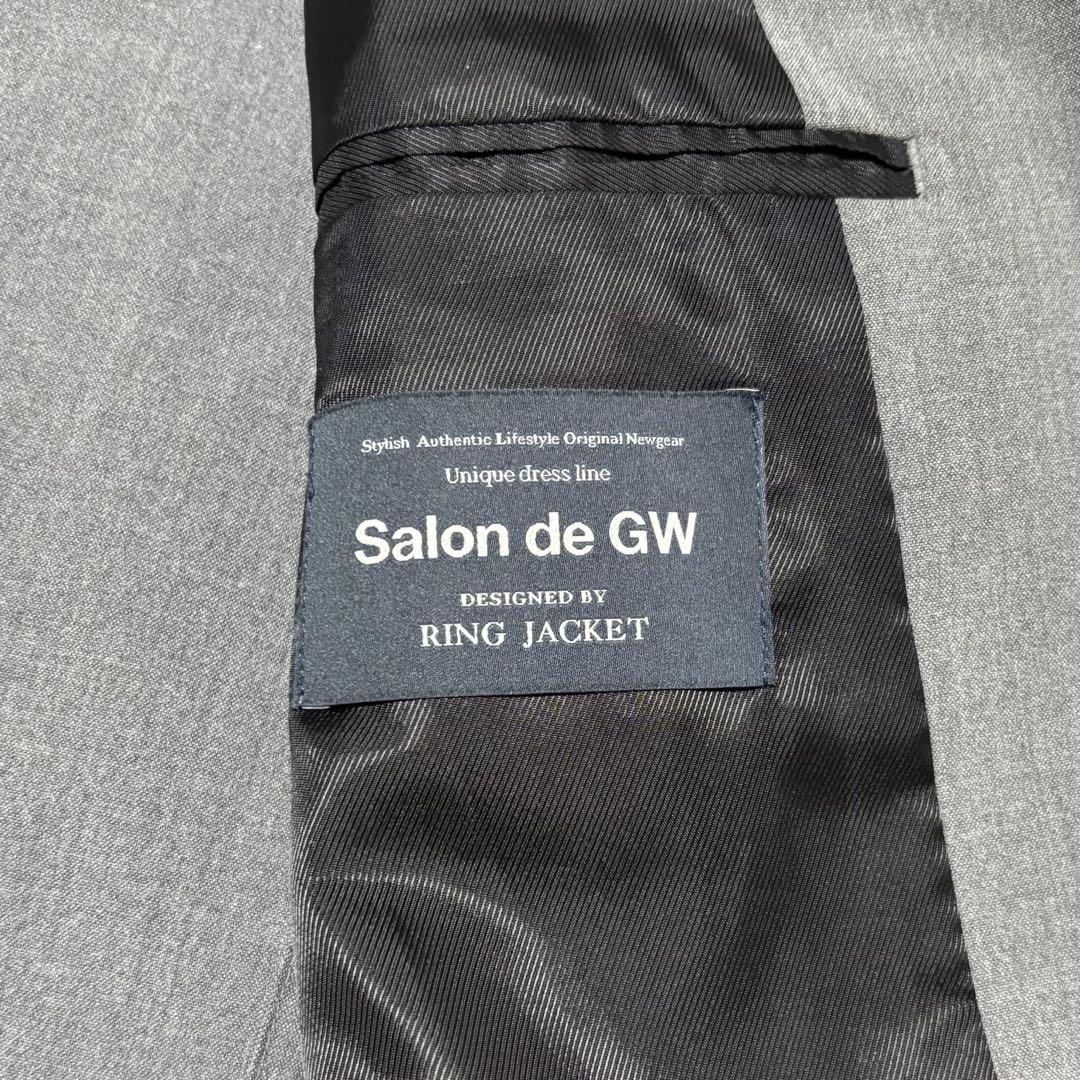 Stylish Authentic Lifestyle Original Newgear
Unique dress line
Salon de GW
DESIGNED BY
RING JACKET